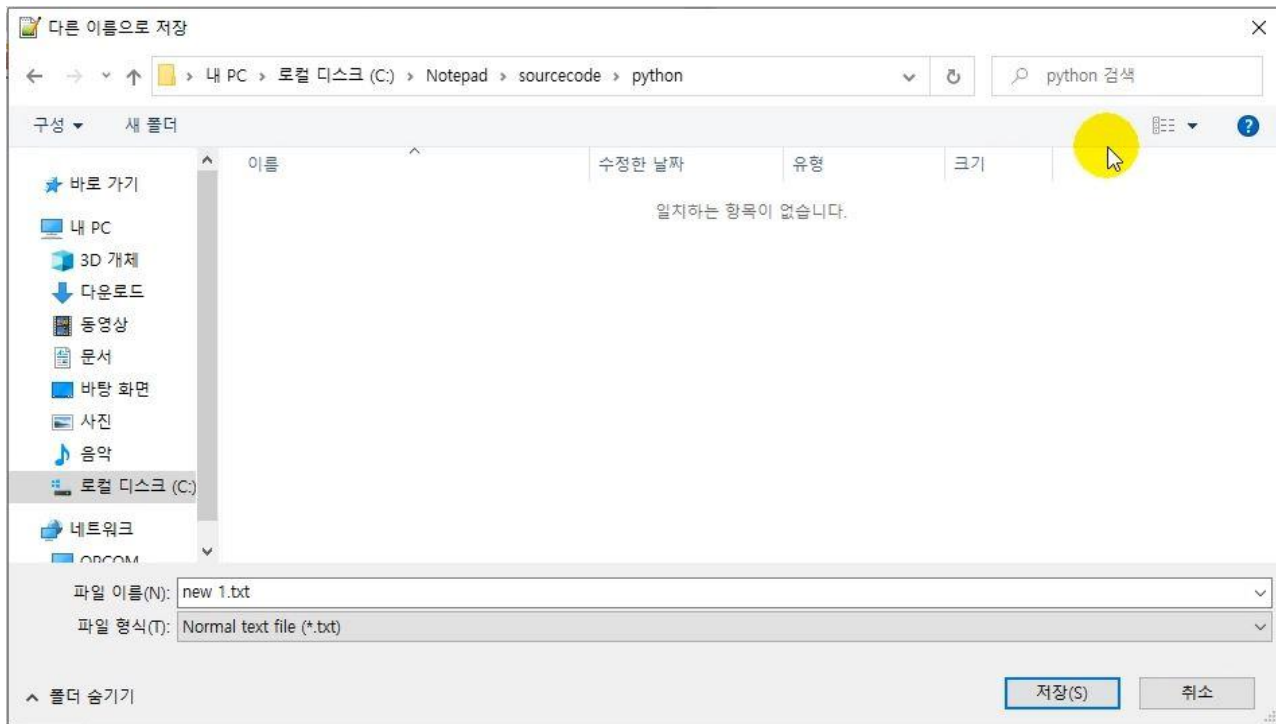 다른 이름으로 저장
내 PC › 로컬 디스크 (C:) › Notepad › sourcecode › python
python 검색
구성
새 폴더
이름 수정한 날짜 유형 크기
일치하는 항목이 없습니다.
바로 가기
내 PC
3D 개체
다운로드
동영상
문서
바탕 화면
사진
음악
로컬 디스크 (C:)
네트워크
파일 이름(N): new 1.txt
파일 형식(T): Normal text file (*.txt)
폴더 숨기기
저장(S)
취소